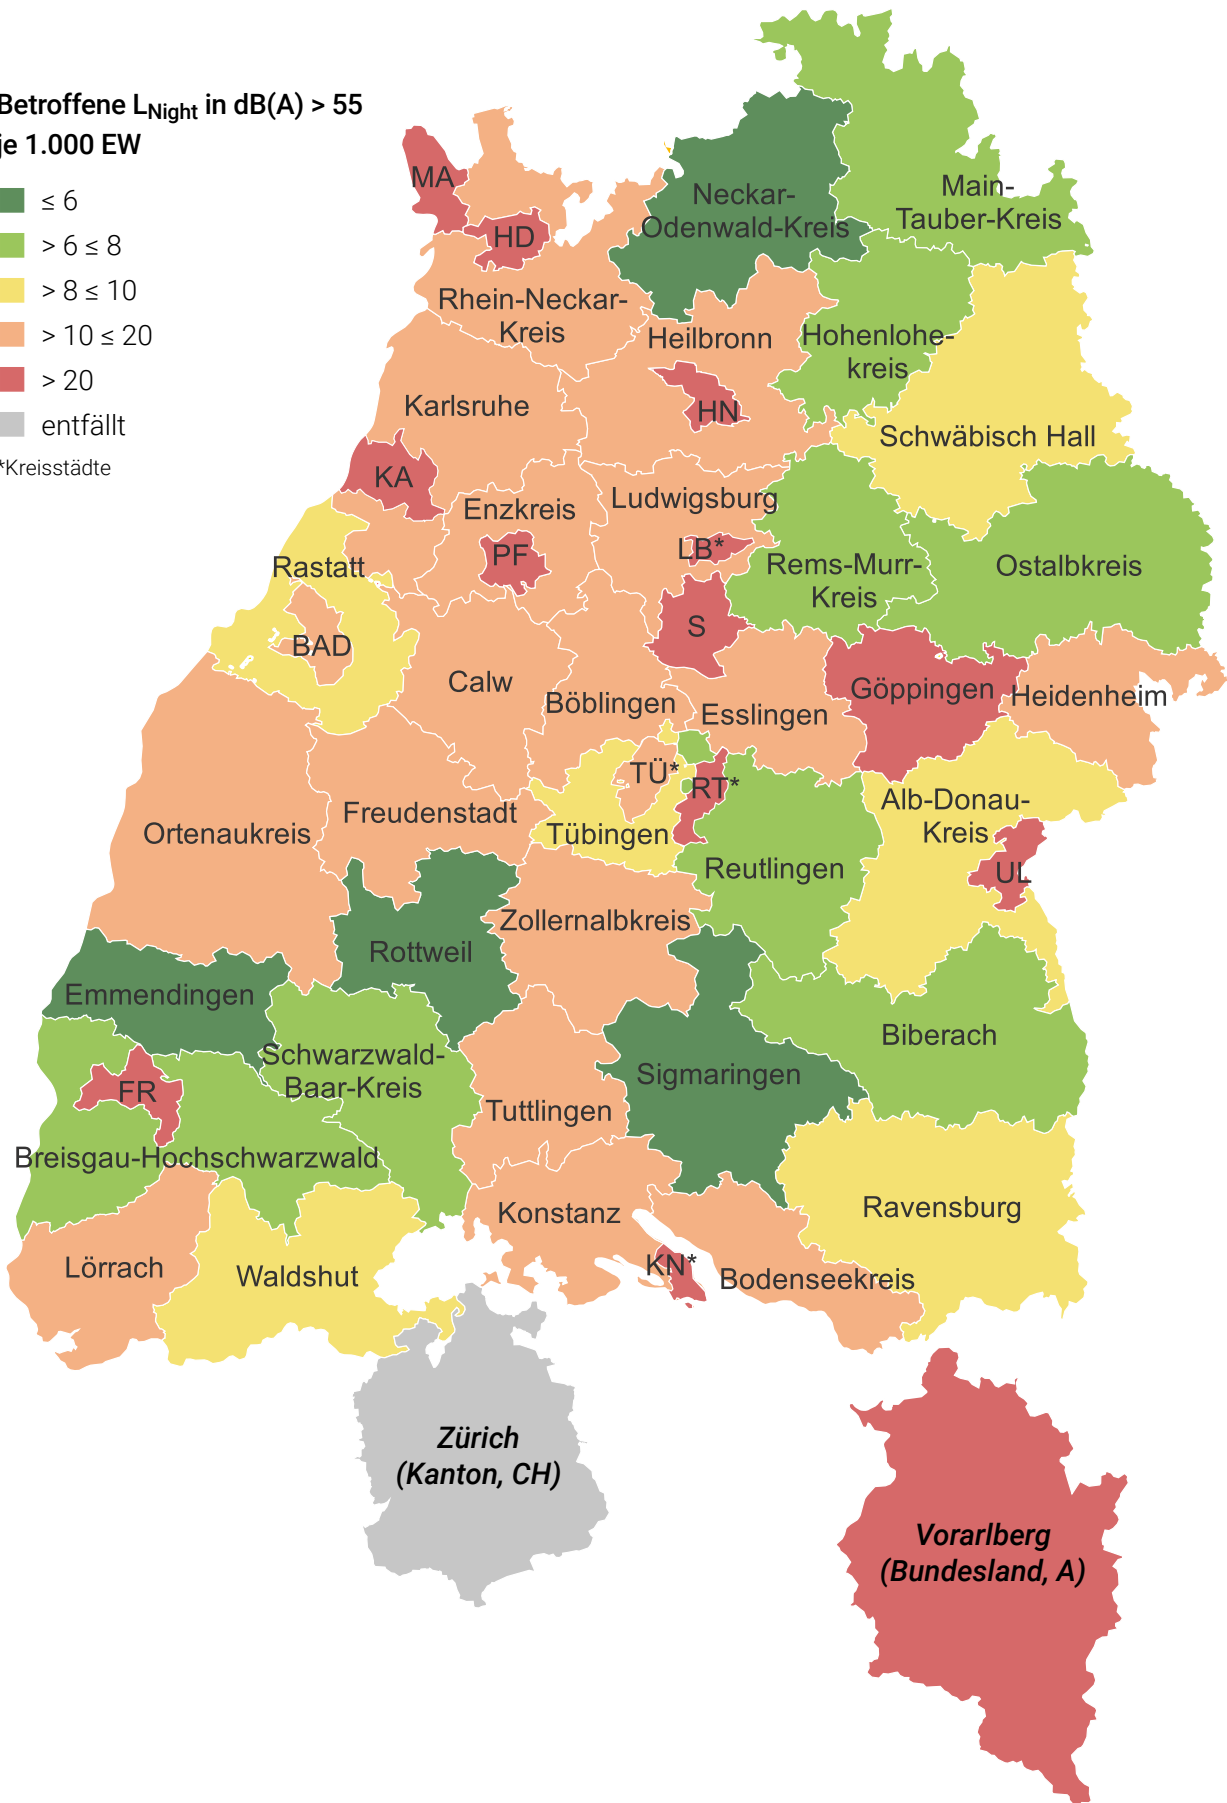 Betroffene LNight in dB(A) > 55
je 1.000 EW
≤ 6
> 6 ≤ 8
> 8 ≤ 10
> 10 ≤ 20
> 20
entfällt
*Kreisstädte
MA
HD
Neckar-
Odenwald-Kreis
Main-
Tauber-Kreis
Rhein-Neckar-
Kreis
Heilbronn
Hohenlohe-
kreis
Karlsruhe
HN
Schwäbisch Hall
KA
Enzkreis
Ludwigsburg
PF
LB*
Rastatt
Rems-Murr-
Kreis
Ostalbkreis
BAD
S
Calw
Böblingen
Esslingen
Göppingen
Heidenheim
TÜ*
RT*
Freudenstadt
Tübingen
Alb-Donau-
Kreis
Ortenaukreis
Reutlingen
UL
Zollernalbkreis
Rottweil
Emmendingen
Schwarzwald-
Baar-Kreis
Biberach
FR
Sigmaringen
Tuttlingen
Breisgau-Hochschwarzwald
Konstanz
Ravensburg
Lörrach
Waldshut
KN*
Bodenseekreis
Zürich
(Kanton, CH)
Vorarlberg
(Bundesland, A)